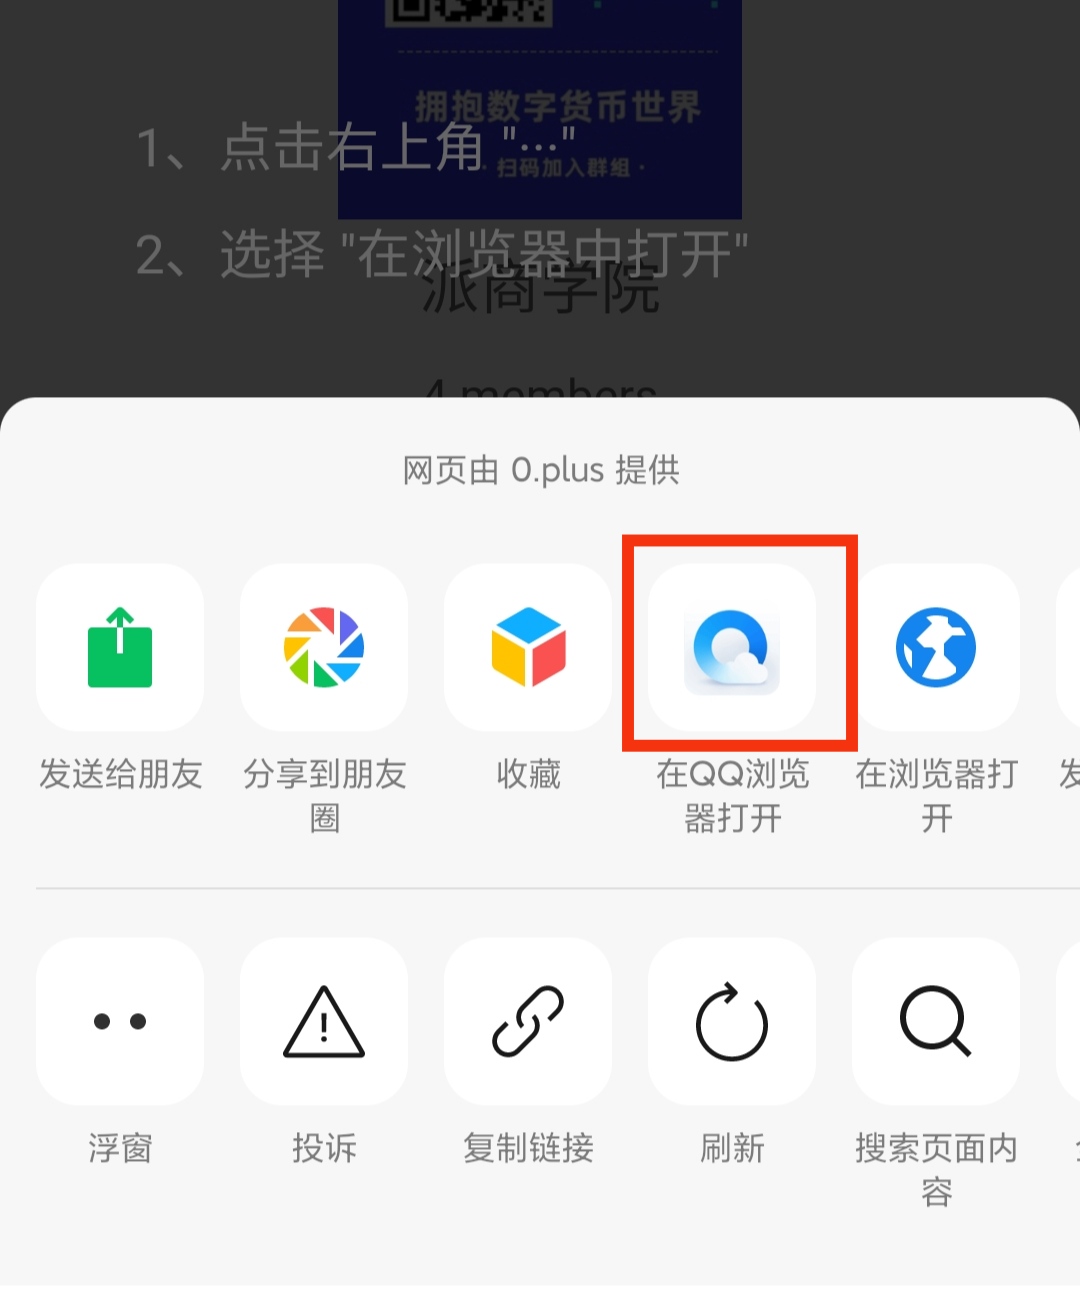 拥抱数字货币世界
1、点击右上角 "..."
· 扫码加入群组 ·
2、选择 "在浏览器中打开"
派商学院
4 members
网页由 0.plus 提供
发送给朋友
分享到朋友
圈
收藏
在QQ浏览
器打开
在浏览器打
开
浮窗
投诉
复制链接
刷新
搜索页面内
容